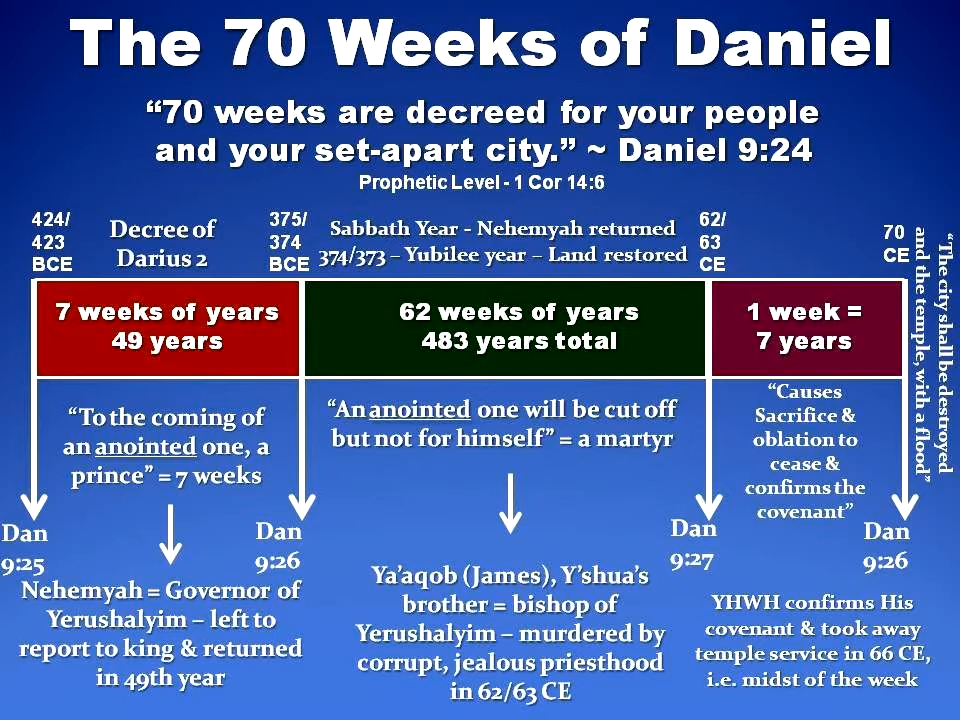 The 70 Weeks of Daniel
“70 weeks are decreed for your people
and your set-apart city.” ~ Daniel 9:24
Prophetic Level - 1 Cor 14:6
424/
423
BCE
Decree of
Darius 2
375/
374
BCE
Sabbath Year - Nehemyah returned
374/373 – Yubilee year – Land restored
62/
63
CE
70
CE
“The city shall be destroyed
and the temple, with a flood”
7 weeks of years
49 years
62 weeks of years
483 years total
1 week =
7 years
“To the coming of
an anointed one, a
prince” = 7 weeks
“An anointed one will be cut off
but not for himself” = a martyr
“Causes
Sacrifice &
oblation to
cease &
confirms the
covenant”
Dan
9:25
Dan
9:26
Dan
9:27
Dan
9:26
Nehemyah = Governor of
Yerushalyim – left to
report to king & returned
in 49th year
Ya’aqob (James), Y’shua’s
brother = bishop of
Yerushalyim – murdered by
corrupt, jealous priesthood
in 62/63 CE
YHWH confirms His
covenant & took away
temple service in 66 CE,
i.e. midst of the week